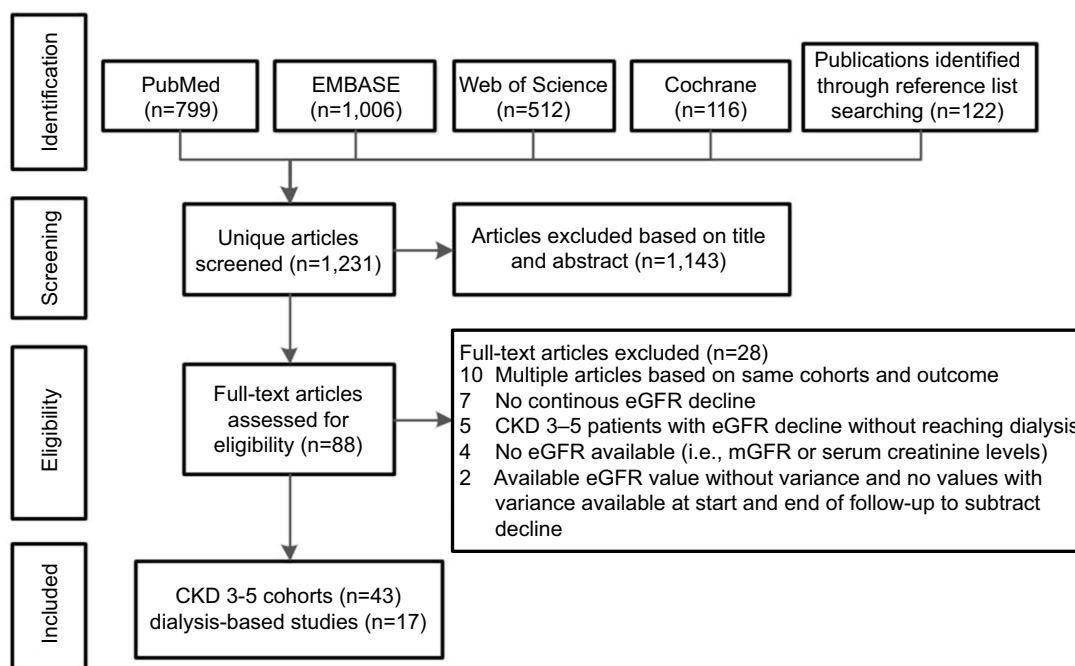 Identification
PubMed
(n=799)
EMBASE
(n=1,006)
Web of Science
(n=512)
Cochrane
(n=116)
Publications identified
through reference list
searching (n=122)
Screening
Unique articles
screened (n=1,231)
Articles excluded based on title
and abstract (n=1,143)
Eligibility
Full-text articles
assessed for
eligibility (n=88)
Full-text articles excluded (n=28)
10 Multiple articles based on same cohorts and outcome
7 No continous eGFR decline
5 CKD 3–5 patients with eGFR decline without reaching dialysis
4 No eGFR available (i.e., mGFR or serum creatinine levels)
2 Available eGFR value without variance and no values with
variance available at start and end of follow-up to subtract
decline
Included
CKD 3-5 cohorts (n=43)
dialysis-based studies (n=17)